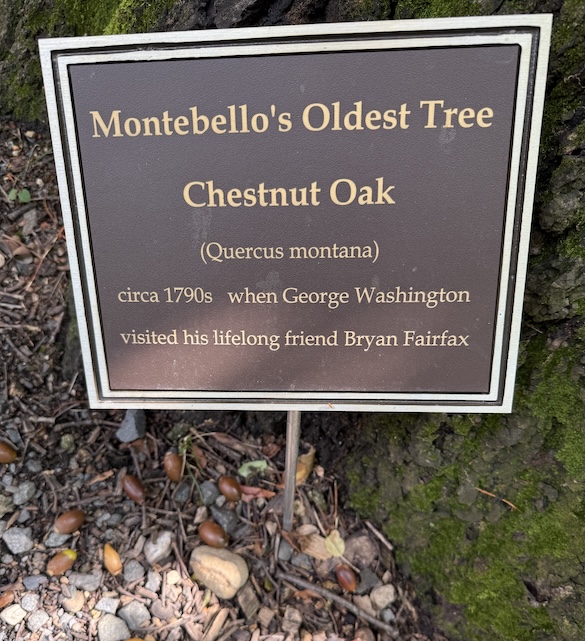 Montebello's Oldest Tree
Chestnut Oak
(Quercus montana)
circa 1790s when George Washington
visited his lifelong friend Bryan Fairfax